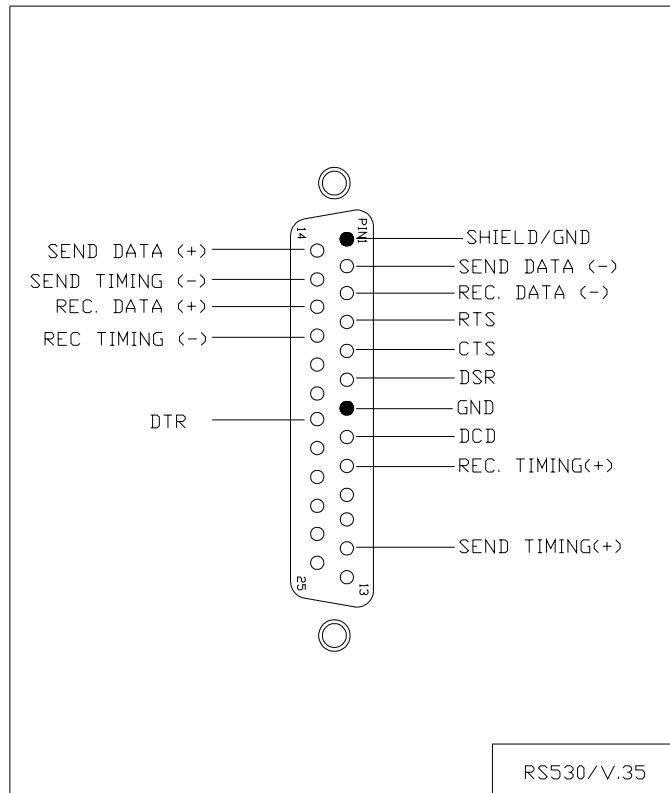 14
PIN1
SEND DATA (+)
SEND TIMING (-)
REC. DATA (+)
REC TIMING (-)
DTR
SHIELD/GND
SEND DATA (-)
REC. DATA (-)
RTS
CTS
DSR
GND
DCD
REC. TIMING(+)
SEND TIMING(+)
25
13
RS530/V.35